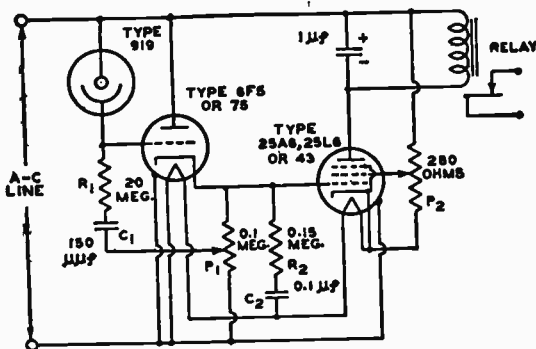 TYPE
919
1 μf
+
−
RELAY
TYPE 6F5
OR 75
TYPE
25A6, 25L6
OR 43
A-C
LINE
R1
20
MEG.
280
OHMS
P2
150
μμf
C1
0.1
MEG.
P1
0.15
MEG.
R2
C2
0.1 μf